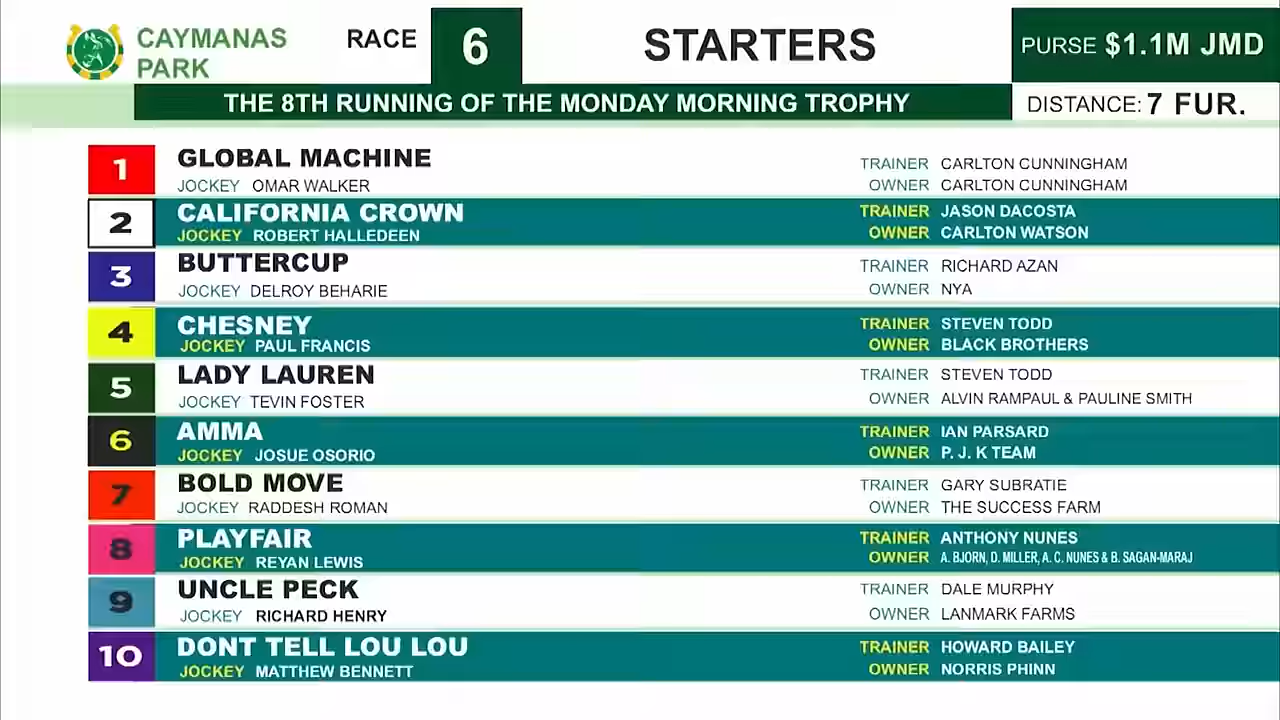 CAYMANAS PARK
RACE 6
STARTERS
PURSE $1.1M JMD
THE 8TH RUNNING OF THE MONDAY MORNING TROPHY
DISTANCE: 7 FUR.
1 GLOBAL MACHINE
JOCKEY OMAR WALKER
TRAINER CARLTON CUNNINGHAM
OWNER CARLTON CUNNINGHAM
2 CALIFORNIA CROWN
JOCKEY ROBERT HALLEDEEN
TRAINER JASON DACOSTA
OWNER CARLTON WATSON
3 BUTTERCUP
JOCKEY DELROY BEHARIE
TRAINER RICHARD AZAN
OWNER NYA
4 CHESNEY
JOCKEY PAUL FRANCIS
TRAINER STEVEN TODD
OWNER BLACK BROTHERS
5 LADY LAUREN
JOCKEY TEVIN FOSTER
TRAINER STEVEN TODD
OWNER ALVIN RAMPAUL & PAULINE SMITH
6 AMMA
JOCKEY JOSUE OSORIO
TRAINER IAN PARSARD
OWNER P. J. K TEAM
7 BOLD MOVE
JOCKEY RADDESH ROMAN
TRAINER GARY SUBRATIE
OWNER THE SUCCESS FARM
8 PLAYFAIR
JOCKEY REYAN LEWIS
TRAINER ANTHONY NUNES
OWNER A. BJORN, D. MILLER, A. C. NUNES & B. SAGAN-MARAJ
9 UNCLE PECK
JOCKEY RICHARD HENRY
TRAINER DALE MURPHY
OWNER LANMARK FARMS
10 DONT TELL LOU LOU
JOCKEY MATTHEW BENNETT
TRAINER HOWARD BAILEY
OWNER NORRIS PHINN